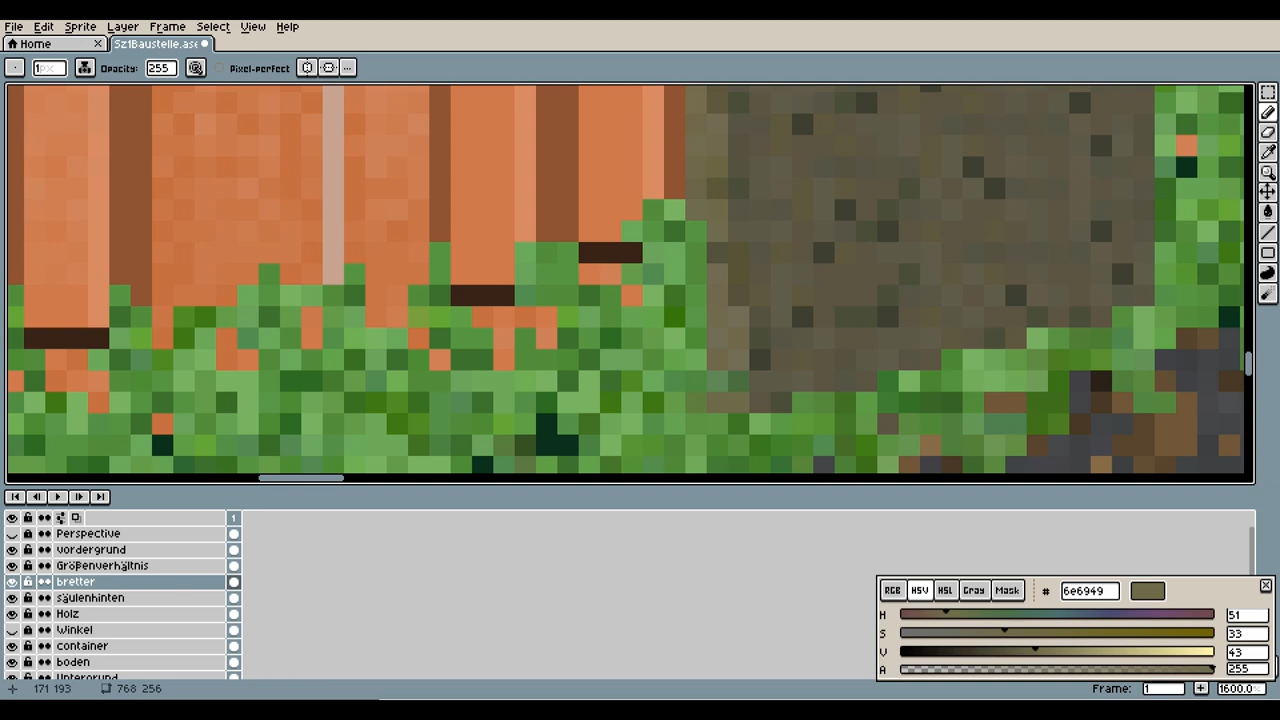 File Edit Sprite Layer Frame Select View Help
Home Sz1Baustelle.ase
1px Opacity: 255 Pixel-perfect
1
Perspective
vordergrund
Größenverhältnis
bretter
säulenhinten
Holz
Winkel
container
boden
Untergrund
RGB HSV HSL Gray Mask # 6e6949
H 51
S 33
V 43
A 255
171 193 768 256 Frame: 1 1600.0